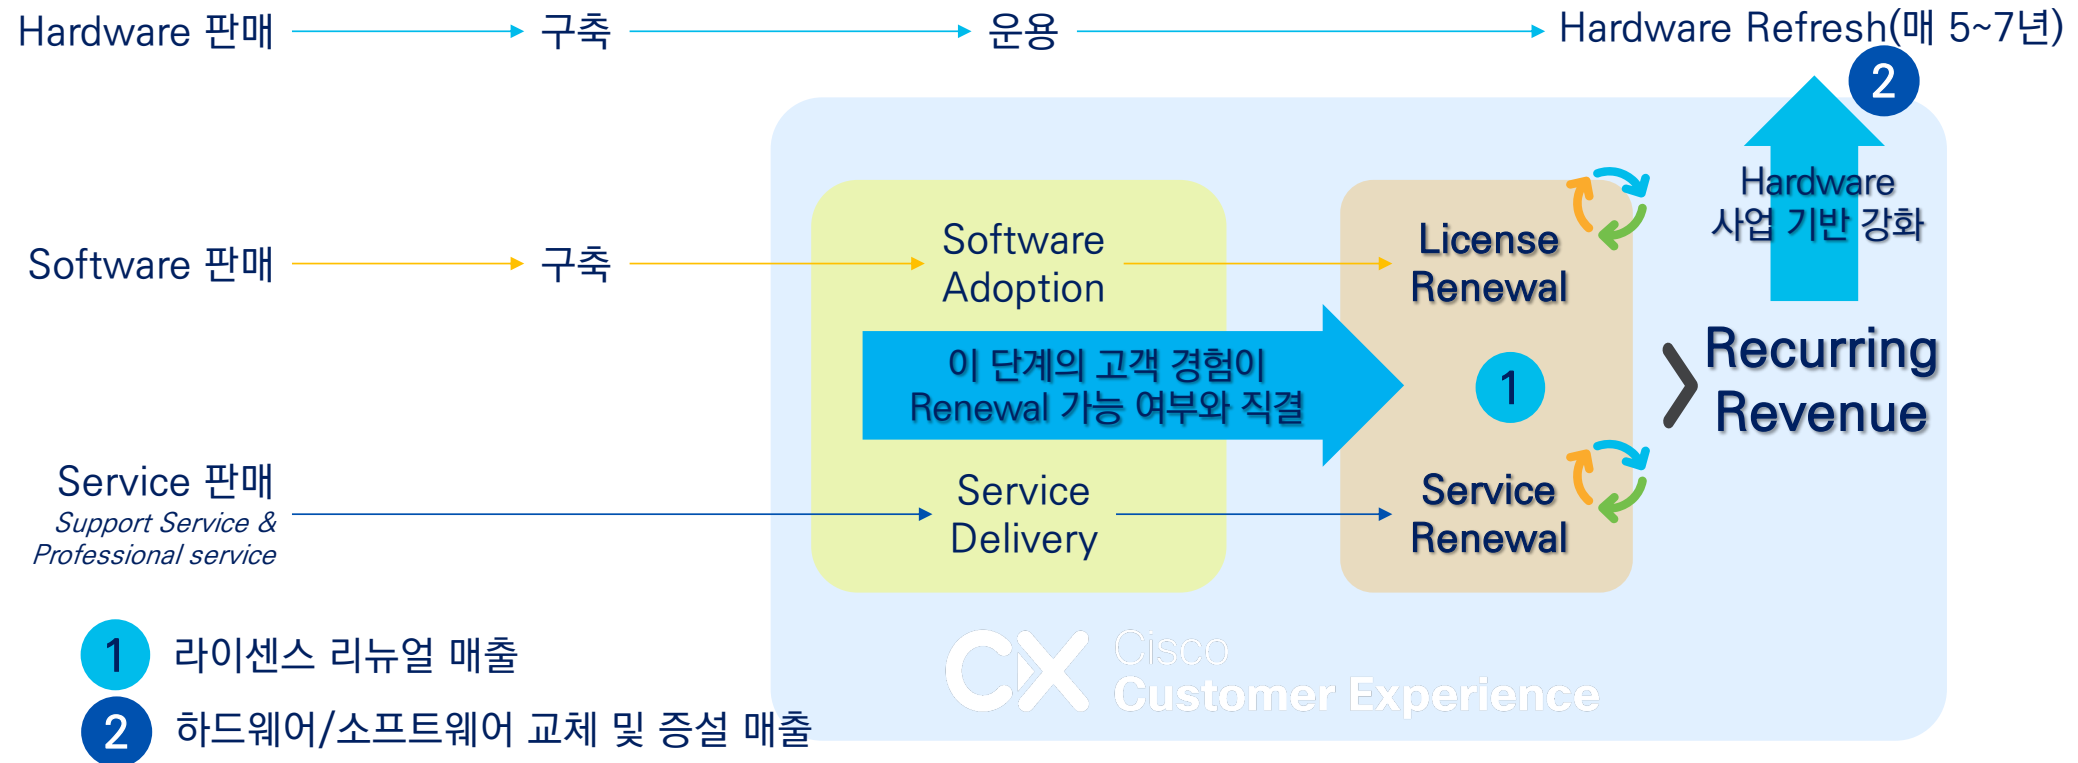 Hardware 판매
구축
운용
Hardware Refresh(매 5~7년)
2
Hardware
사업 기반 강화
Software 판매
구축
Software
Adoption
License
Renewal
이 단계의 고객 경험이
Renewal 가능 여부와 직결
1
Recurring
Revenue
Service 판매
Support Service &
Professional service
Service
Delivery
Service
Renewal
1 라이센스 리뉴얼 매출
2 하드웨어/소프트웨어 교체 및 증설 매출
CX Cisco
Customer Experience